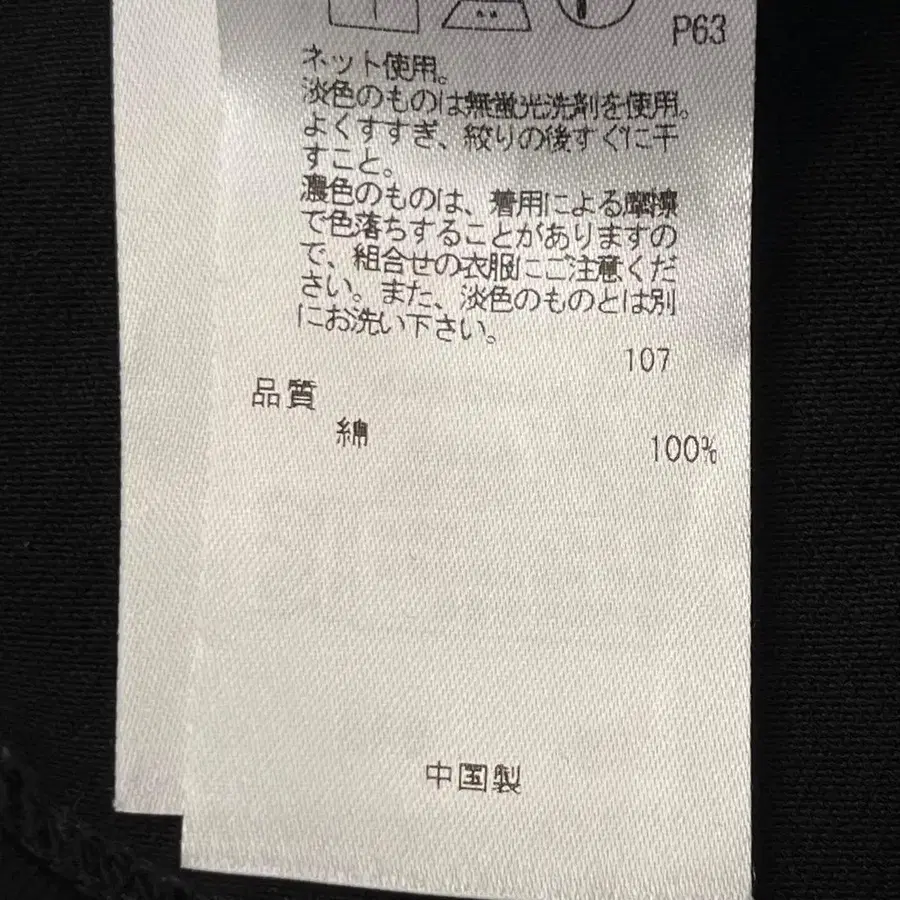 P63
ネット使用。
淡色のものは無蛍光洗剤を使用。
よくすすぎ、絞りの後すぐに干
すこと。
濃色のものは、着用による摩擦
で色落ちすることがありますの
で、組合せの衣服にご注意くだ
さい。また、淡色のものとは別
にお洗い下さい。
107
品質
綿 100%
中国製